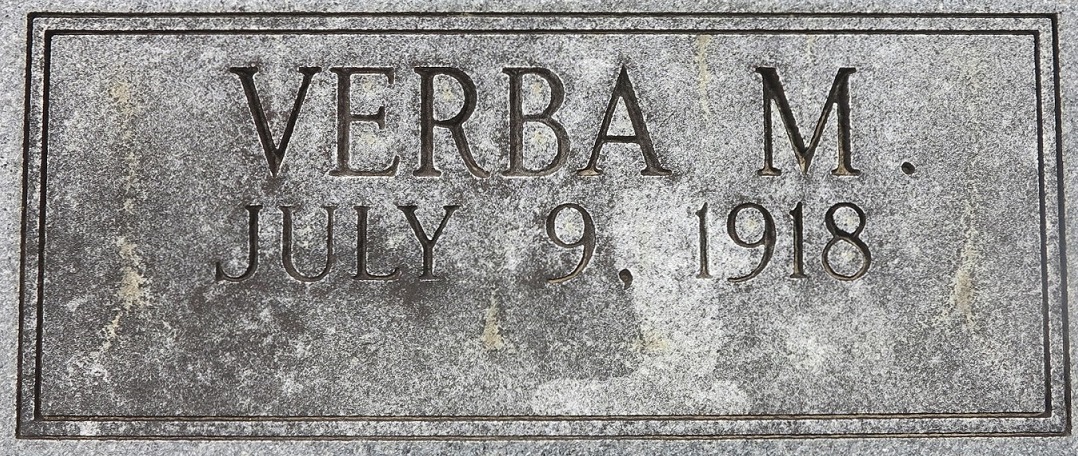 VERBA M.
JULY 9, 1918